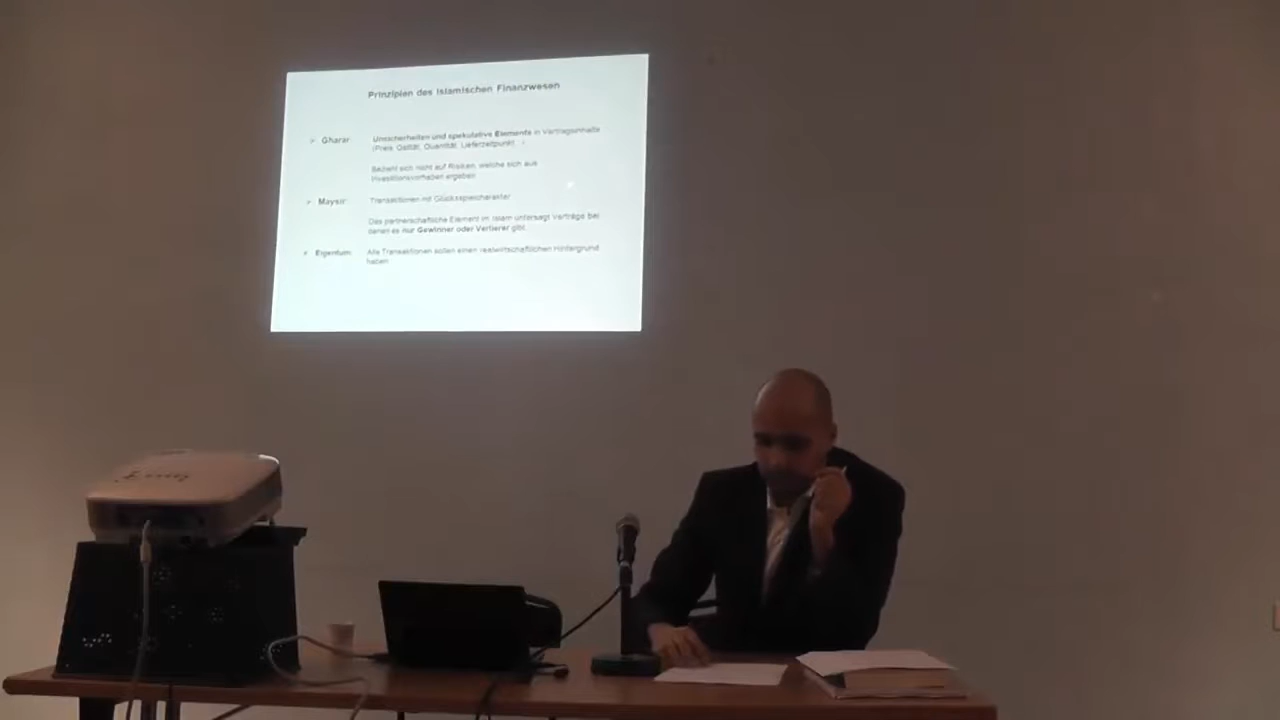 Prinzipien des Islamischen Finanzwesen
➢ Gharar: Unsicherheiten und spekulative Elemente in Vertragsinhalte
(Preis, Qalität, Quantität, Lieferzeitpunkt...)
Bezieht sich nicht auf Risiken, welche sich aus
Investitionsvorhaben ergeben
➢ Maysir: Transaktionen mit Glücksspielcharakter
Das partnerschaftliche Element im Islam untersagt Verträge bei
denen es nur Gewinner oder Verlierer gibt.
➢ Eigentum: Alle Transaktionen sollen einen realwirtschaftlichen Hintergrund
haben